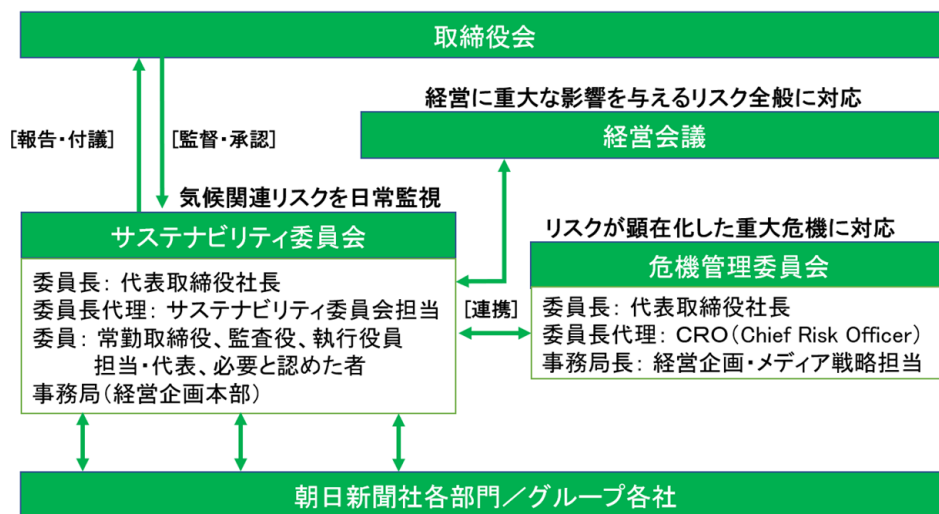 取締役会
経営に重大な影響を与えるリスク全般に対応
[報告・付議]
[監督・承認]
経営会議
気候関連リスクを日常監視
サステナビリティ委員会
リスクが顕在化した重大危機に対応
危機管理委員会
委員長： 代表取締役社長
委員長代理： サステナビリティ委員会担当
委員： 常勤取締役、監査役、執行役員
担当・代表、必要と認めた者
事務局（経営企画本部）
[連携]
委員長： 代表取締役社長
委員長代理： CRO（Chief Risk Officer）
事務局長： 経営企画・メディア戦略担当
朝日新聞社各部門／グループ各社